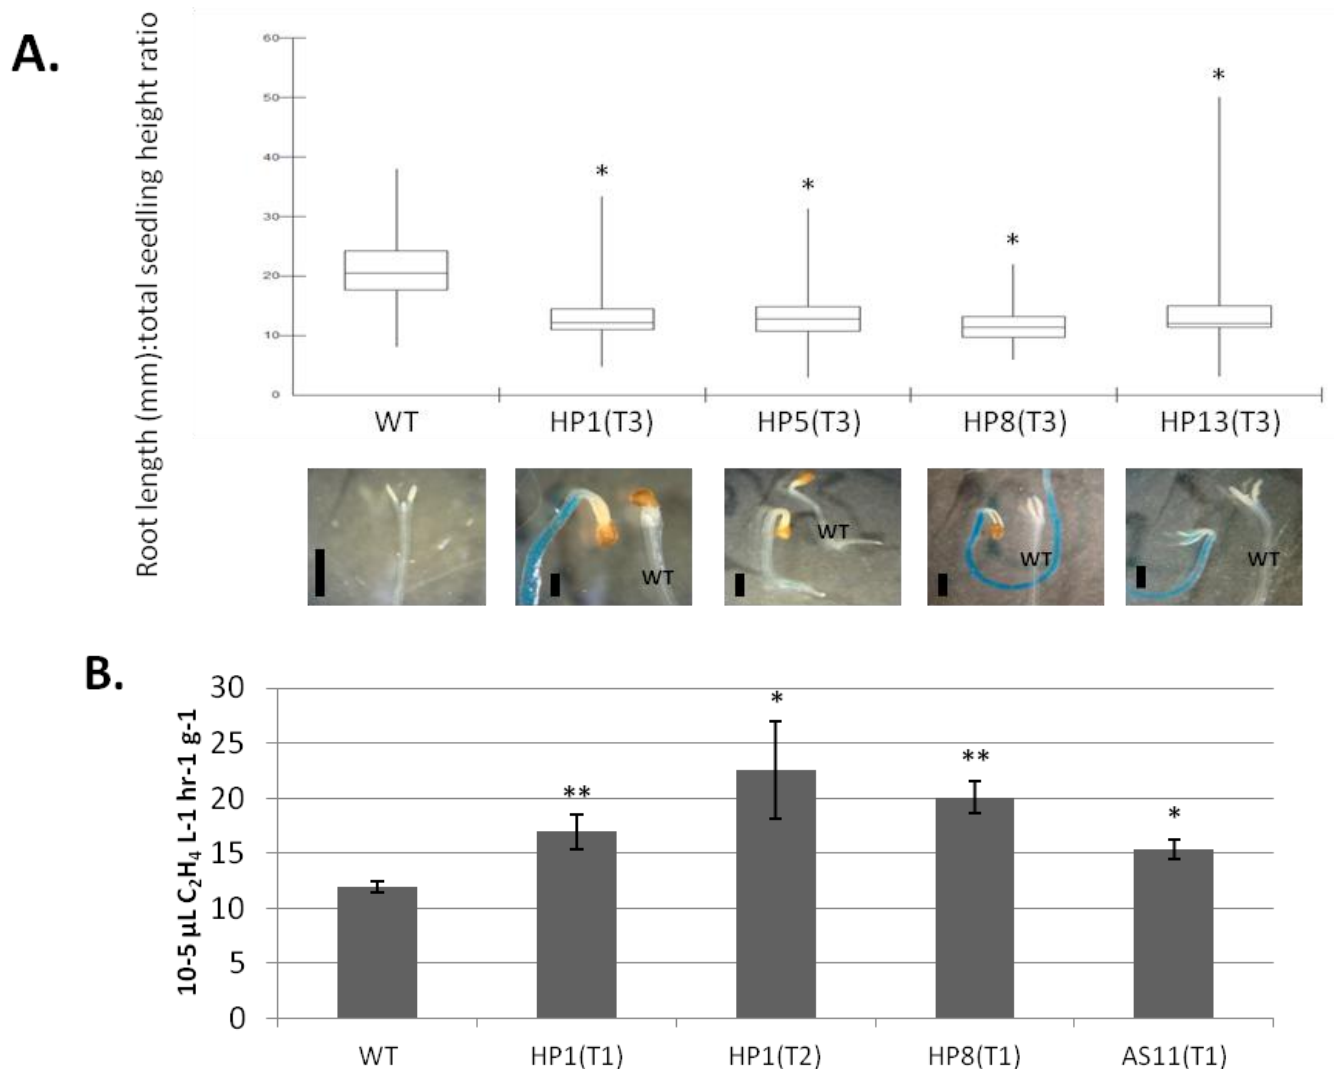 A.
Root length (mm):total seedling height ratio
60
50
40
30
20
10
0
*
*
*
*
WT HP1(T3) HP5(T3) HP8(T3) HP13(T3)
WT
WT
WT
WT
B.
10-5 µL C₂H₄ L-1 hr-1 g-1
30
25
20
15
10
5
0
**
*
**
*
WT HP1(T1) HP1(T2) HP8(T1) AS11(T1)